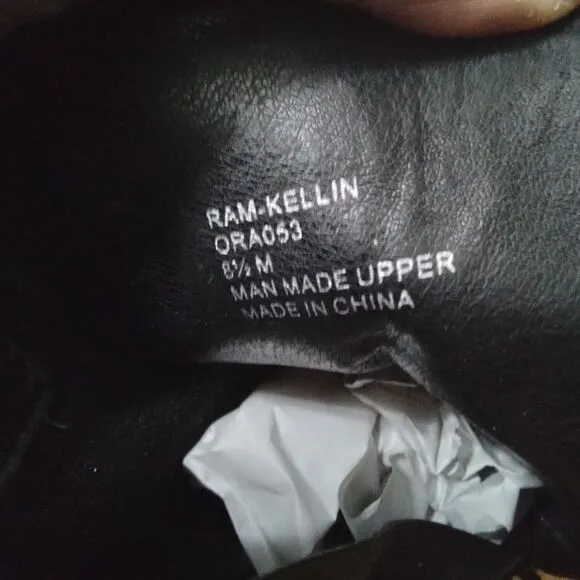 RAM-KELLIN
ORA053
8½ M
MAN MADE UPPER
MADE IN CHINA